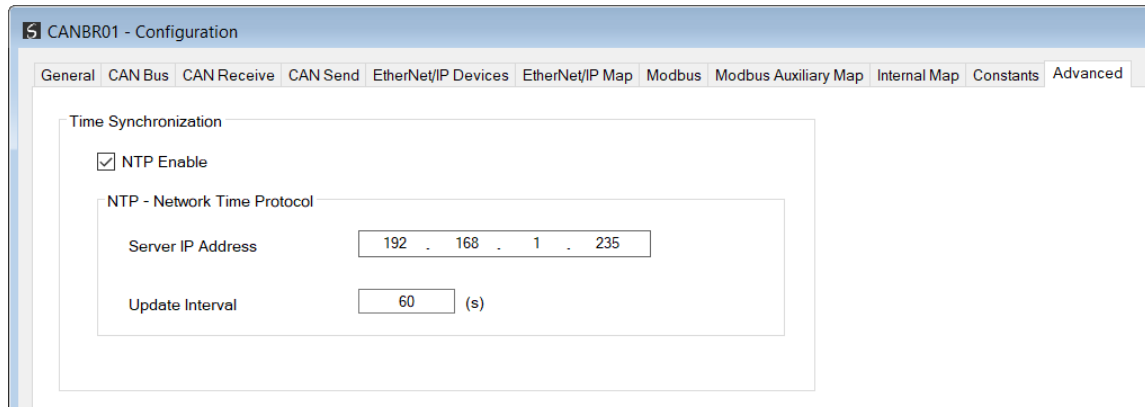 CANBR01 - Configuration
General CAN Bus CAN Receive CAN Send EtherNet/IP Devices EtherNet/IP Map Modbus Modbus Auxiliary Map Internal Map Constants Advanced
Time Synchronization
NTP Enable
NTP - Network Time Protocol
Server IP Address 192 . 168 . 1 . 235
Update Interval 60 (s)